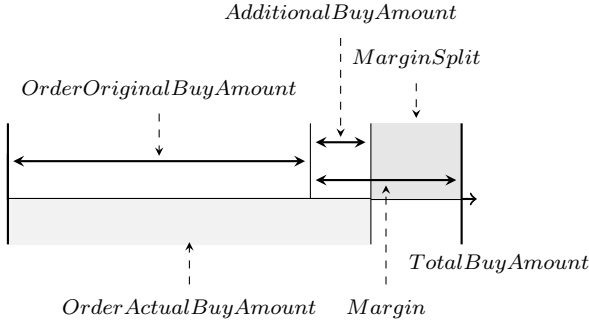 AdditionalBuyAmount
MarginSplit
OrderOriginalBuyAmount
TotalBuyAmount
OrderActualBuyAmount
Margin